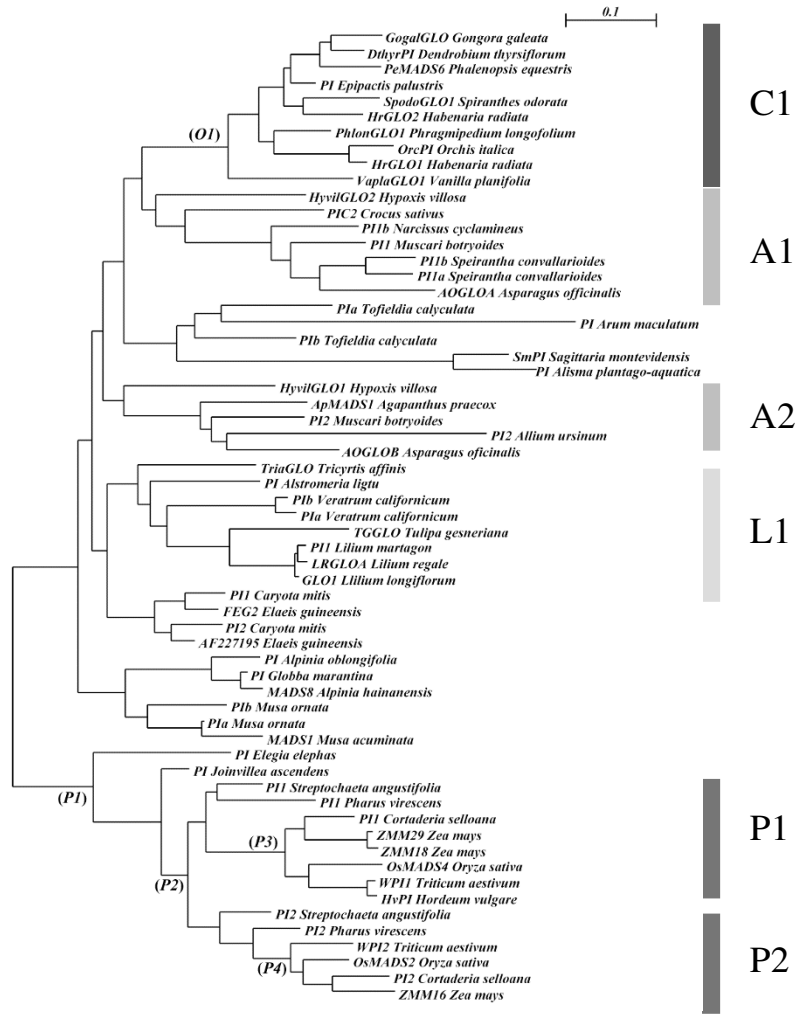 0.1
GogalGLO Gongora galeata
DthyrPI Dendrobium thyrsiflorum
PeMADS6 Phalenopsis equestris
PI Epipactis palustris
SpodoGLO1 Spiranthes odorata
HrGLO2 Habenaria radiata
(O1)
PhlonGLO1 Phragmipedium longofolium
OrcPI Orchis italica
HrGLO1 Habenaria radiata
VaplaGLO1 Vanilla planifolia
C1
HyvilGLO2 Hypoxis villosa
PIC2 Crocus sativus
PI1b Narcissus cyclamineus
PI1 Muscari botryoides
PI1b Speirantha convallarioides
PI1a Speirantha convallarioides
AOGLOA Asparagus officinalis
A1
PIa Tofieldia calyculata
PI Arum maculatum
PIb Tofieldia calyculata
SmPI Sagittaria montevidensis
PI Alisma plantago-aquatica
HyvilGLO1 Hypoxis villosa
ApMADS1 Agapanthus praecox
PI2 Muscari botryoides
PI2 Allium ursinum
AOGLOB Asparagus oficinalis
A2
TriaGLO Tricyrtis affinis
PI Alstromeria ligtu
PIb Veratrum californicum
PIa Veratrum californicum
TGGLO Tulipa gesneriana
PI1 Lilium martagon
LRGLOA Lilium regale
GLO1 Llilium longiflorum
L1
PI1 Caryota mitis
FEG2 Elaeis guineensis
PI2 Caryota mitis
AF227195 Elaeis guineensis
PI Alpinia oblongifolia
PI Globba marantina
MADS8 Alpinia hainanensis
PIb Musa ornata
PIa Musa ornata
MADS1 Musa acuminata
PI Elegia elephas
(P1)
PI Joinvillea ascendens
PI1 Streptochaeta angustifolia
PI1 Pharus virescens
PI1 Cortaderia selloana
(P3)
ZMM29 Zea mays
ZMM18 Zea mays
OsMADS4 Oryza sativa
WPI1 Triticum aestivum
HvPI Hordeum vulgare
P1
(P2)
PI2 Streptochaeta angustifolia
PI2 Pharus virescens
WPI2 Triticum aestivum
(P4)
OsMADS2 Oryza sativa
PI2 Cortaderia selloana
ZMM16 Zea mays
P2